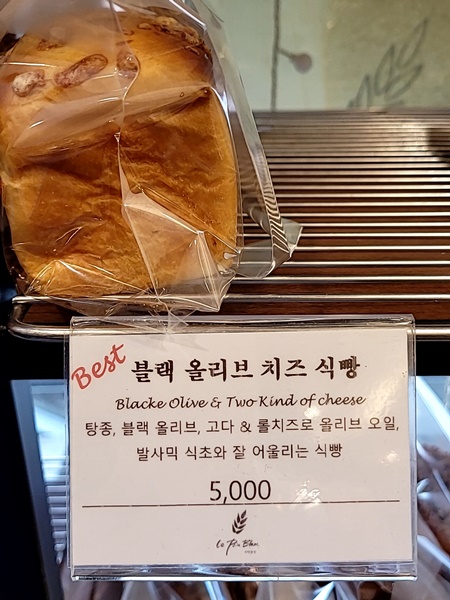 Best
블랙 올리브 치즈 식빵
Blacke Olive & Two Kind of cheese
탕종, 블랙 올리브, 고다 & 롤치즈로 올리브 오일,
발사믹 식초와 잘 어울리는 식빵
5,000